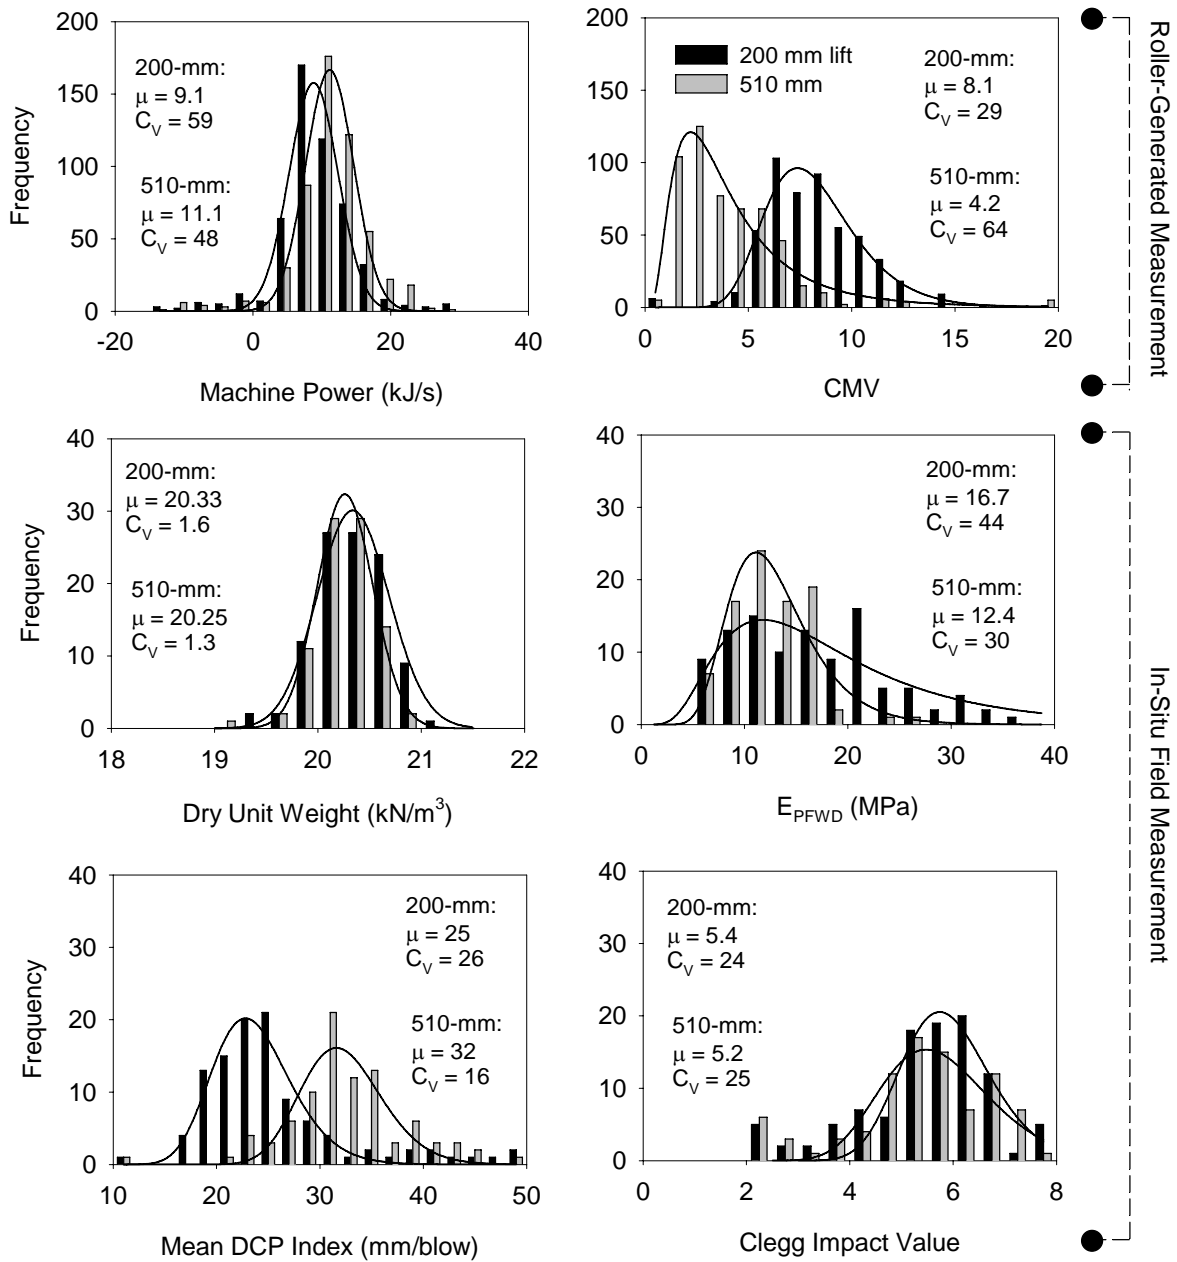 200
150
100
50
0
Frequency
200-mm:
μ = 9.1
C_V = 59
510-mm:
μ = 11.1
C_V = 48
-20 0 20 40
Machine Power (kJ/s)
200
150
100
50
0
200 mm lift
510 mm
200-mm:
μ = 8.1
C_V = 29
510-mm:
μ = 4.2
C_V = 64
0 5 10 15 20
CMV
Roller-Generated Measurement
40
30
20
10
0
Frequency
200-mm:
μ = 20.33
C_V = 1.6
510-mm:
μ = 20.25
C_V = 1.3
18 19 20 21 22
Dry Unit Weight (kN/m³)
40
30
20
10
0
200-mm:
μ = 16.7
C_V = 44
510-mm:
μ = 12.4
C_V = 30
0 10 20 30 40
E_PFWD (MPa)
40
30
20
10
0
Frequency
200-mm:
μ = 25
C_V = 26
510-mm:
μ = 32
C_V = 16
10 20 30 40 50
Mean DCP Index (mm/blow)
40
30
20
10
0
200-mm:
μ = 5.4
C_V = 24
510-mm:
μ = 5.2
C_V = 25
0 2 4 6 8
Clegg Impact Value
In-Situ Field Measurement